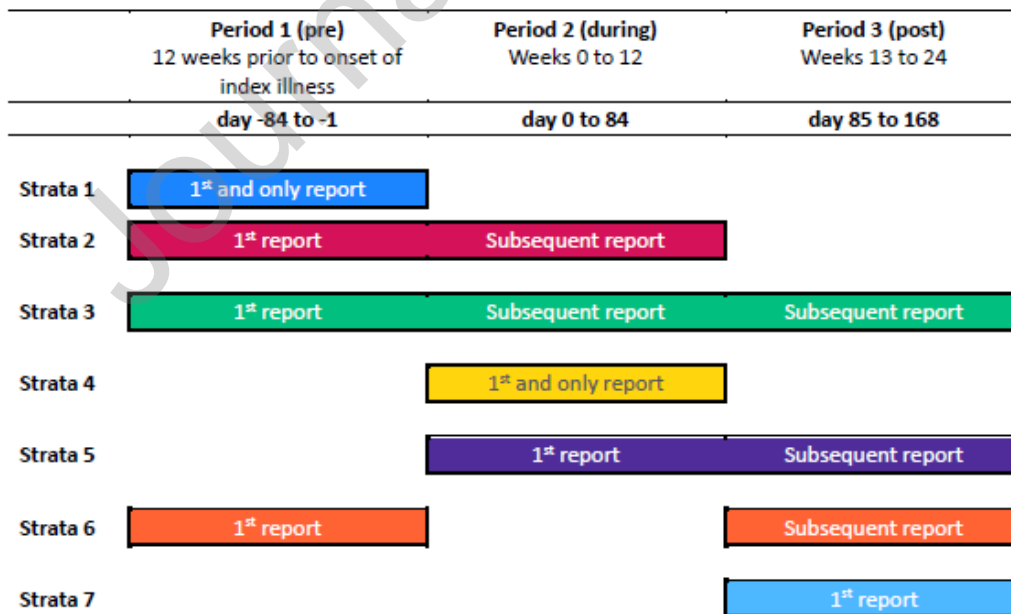 Period 1 (pre) Period 2 (during) Period 3 (post)
12 weeks prior to onset of Weeks 0 to 12 Weeks 13 to 24
index illness
day -84 to -1 day 0 to 84 day 85 to 168
Strata 1 1st and only report
Strata 2 1st report Subsequent report
Strata 3 1st report Subsequent report Subsequent report
Strata 4 1st and only report
Strata 5 1st report Subsequent report
Strata 6 1st report Subsequent report
Strata 7 1st report
Journa